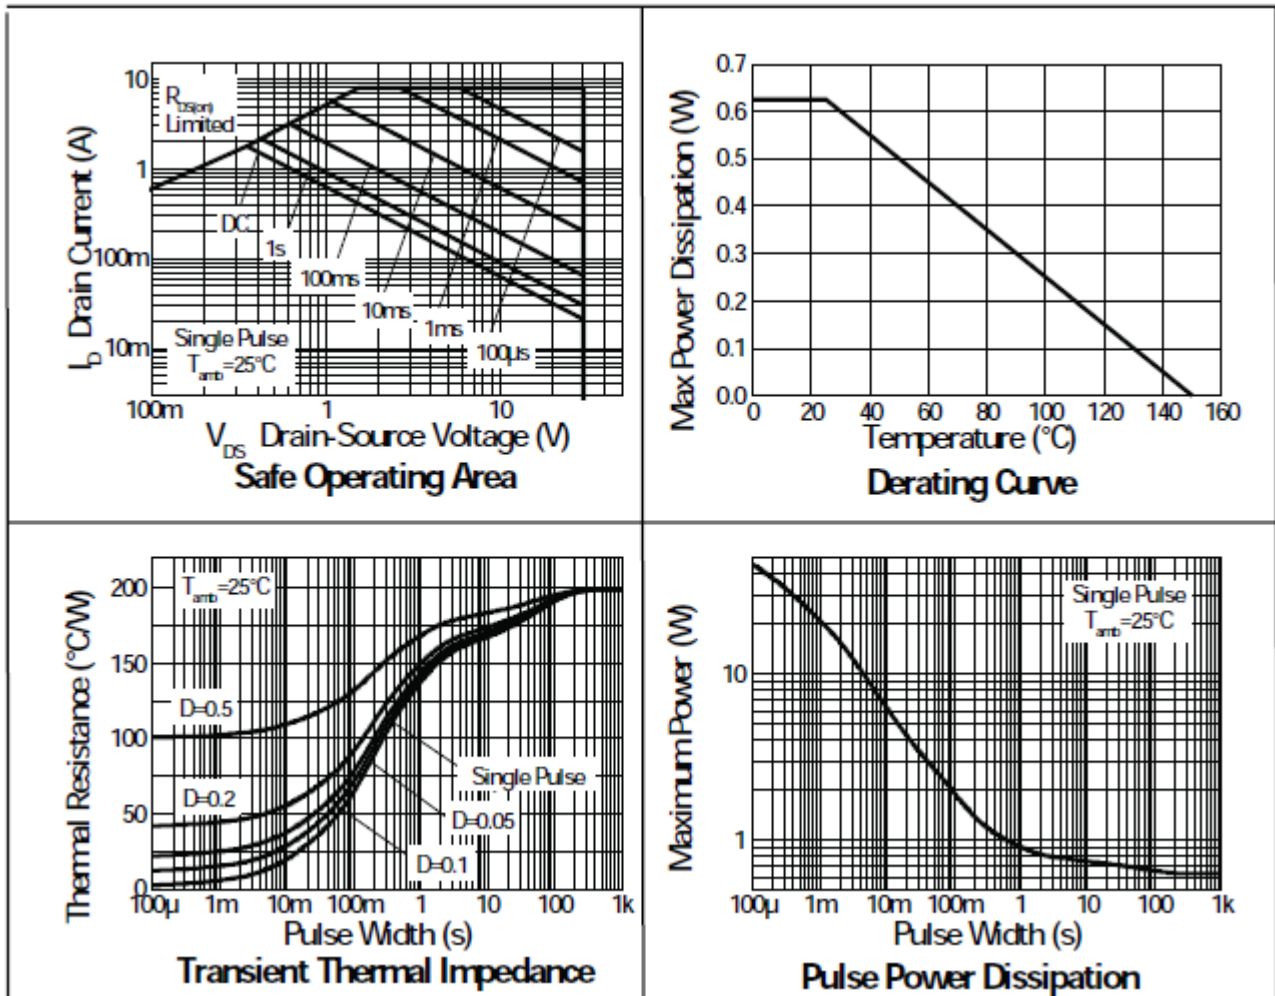 10
1
100m
10m
R
DS(on)
Limited
DC
1s
100ms
10ms
1ms
100µs
Single Pulse
Tamb=25°C
100m 1 10
ID Drain Current (A)
VDS Drain-Source Voltage (V)
Safe Operating Area
0.7
0.6
0.5
0.4
0.3
0.2
0.1
0.0
0 20 40 60 80 100 120 140 160
Max Power Dissipation (W)
Temperature (°C)
Derating Curve
Tamb=25°C
200
150
100
50
0
D=0.5
D=0.2
Single Pulse
D=0.05
D=0.1
100µ 1m 10m 100m 1 10 100 1k
Thermal Resistance (°C/W)
Pulse Width (s)
Transient Thermal Impedance
Single Pulse
Tamb=25°C
10
1
100µ 1m 10m 100m 1 10 100 1k
Maximum Power (W)
Pulse Width (s)
Pulse Power Dissipation